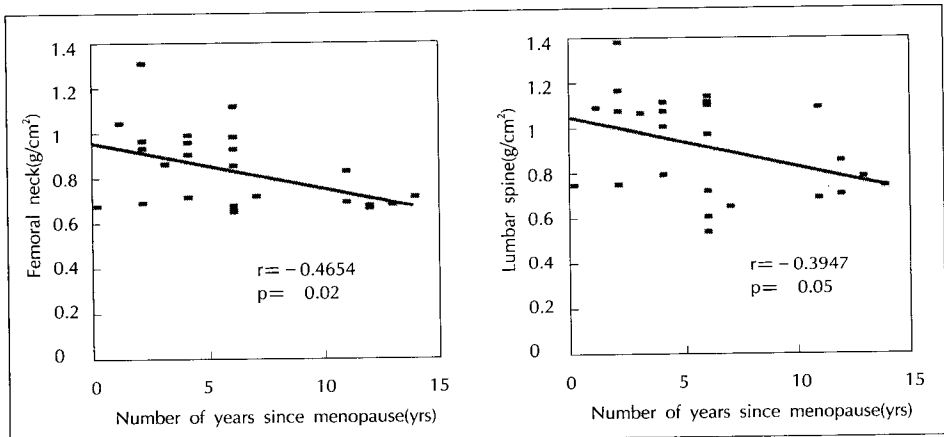 Femoral neck(g/cm²)
1.4
1.2
1
0.8
0.6
0.4
0.2
0
r= −0.4654
p= 0.02
0 5 10 15
Number of years since menopause(yrs)
Lumbar spine(g/cm²)
1.4
1.2
1
0.8
0.6
0.4
0.2
0
r= −0.3947
p= 0.05
0 5 10 15
Number of years since menopause(yrs)